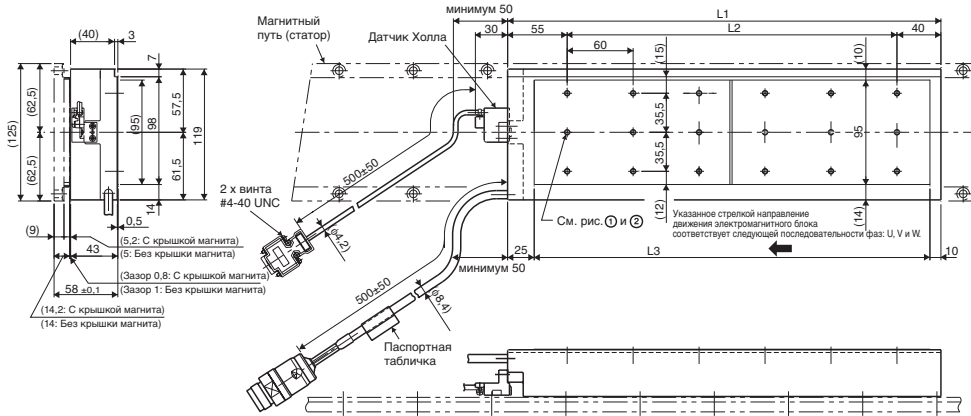 (40)
3
7
(125)
(62,5)
(62,5)
(95)
98
57,5
119
61,5
14
0,5
(9)
43
(5,2: С крышкой магнита)
(5: Без крышки магнита)
(Зазор 0,8: С крышкой магнита)
58 ±0,1
(Зазор 1: Без крышки магнита)
(14,2: С крышкой магнита)
(14: Без крышки магнита)
Магнитный
путь (статор)
минимум 50
30
Датчик Холла
500±50
2 x винта
#4-40 UNC
φ4,2)
минимум 50
500±50
φ8,4)
Паспортная
табличка
L1
55
L2
40
60
(15)
(10)
35,5
35,5
95
(12)
(14)
См. рис. ① и ②
Указанное стрелкой направление
движения электромагнитного блока
соответствует следующей последовательности фаз: U, V и W.
25
L3
10